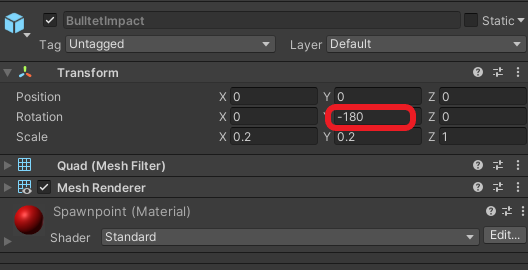 BulltetImpact Static
Tag Untagged Layer Default
Transform
Position X 0 Y 0 Z 0
Rotation X 0 -180 Z 0
Scale X 0.2 Y 0.2 Z 1
Quad (Mesh Filter)
Mesh Renderer
Spawnpoint (Material)
Shader Standard Edit...